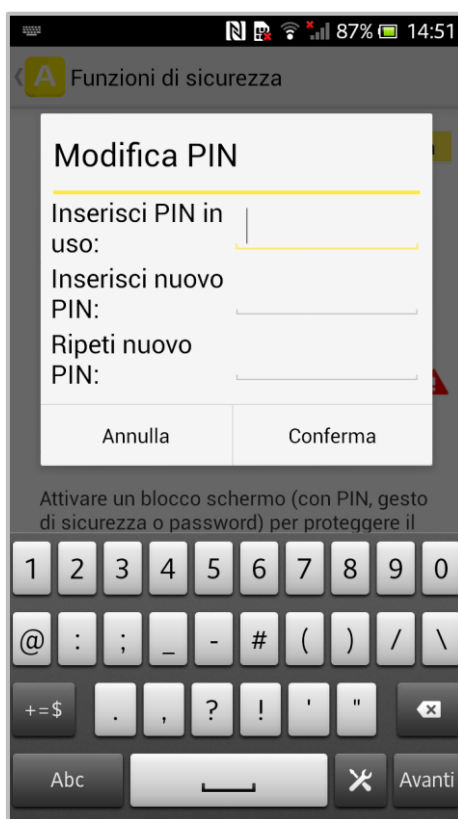 87% 14:51
A Funzioni di sicurezza
Modifica PIN
Inserisci PIN in
uso:
Inserisci nuovo
PIN:
Ripeti nuovo
PIN:
Annulla Conferma
Attivare un blocco schermo (con PIN, gesto
di sicurezza o password) per proteggere il
1 2 3 4 5 6 7 8 9 0
@ : ; _ - # ( ) / \
+=$ . , ? ! ' "
Abc Avanti